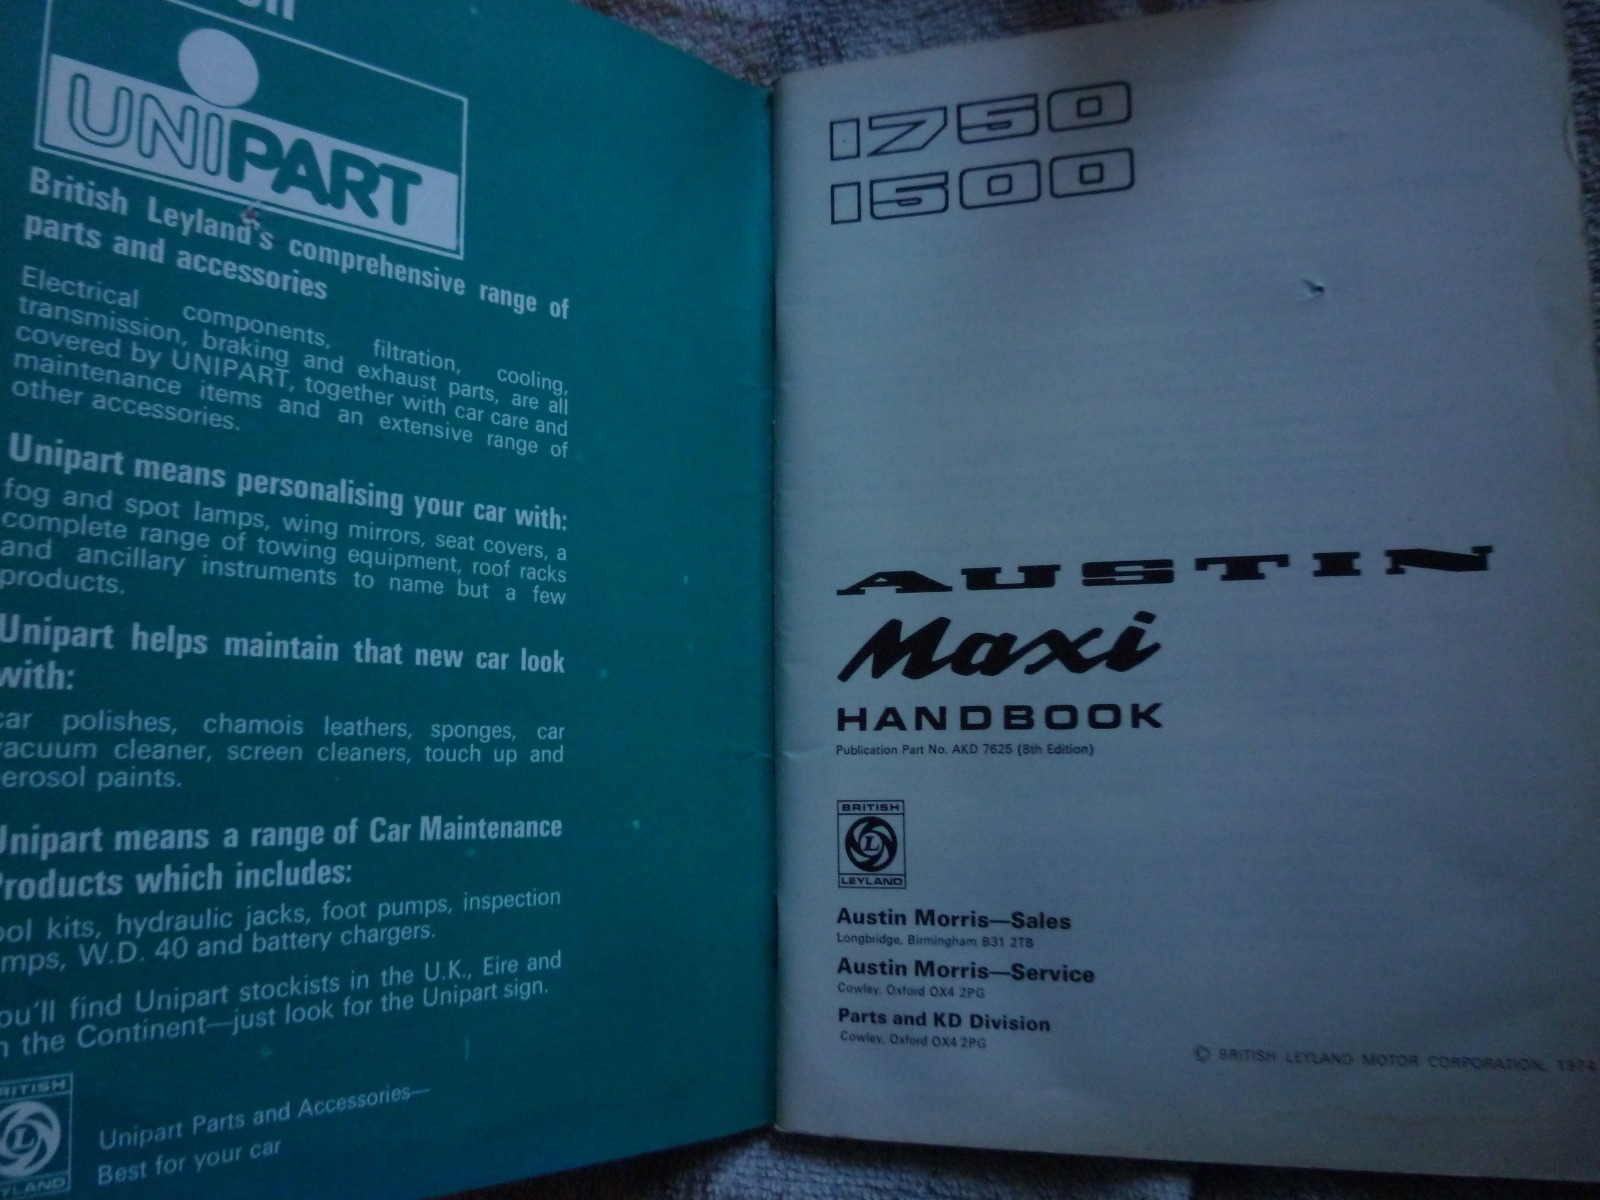 UNIPART
British Leyland's comprehensive range of
parts and accessories
Electrical components, filtration, cooling,
transmission, braking and exhaust parts, are all
covered by UNIPART, together with car care and
maintenance items and an extensive range of
other accessories.
Unipart means personalising your car with:
fog and spot lamps, wing mirrors, seat covers, a
complete range of towing equipment, roof racks
and ancillary instruments to name but a few
products.
Unipart helps maintain that new car look
with:
car polishes, chamois leathers, sponges, car
vacuum cleaner, screen cleaners, touch up and
erosol paints.
Unipart means a range of Car Maintenance
Products which includes:
ool kits, hydraulic jacks, foot pumps, inspection
mps, W.D. 40 and battery chargers.
ou'll find Unipart stockists in the U.K., Eire and
n the Continent—just look for the Unipart sign.
BRITISH
L
LEYLAND
Unipart Parts and Accessories—
Best for your car
1750
1500
AUSTIN
Maxi
HANDBOOK
Publication Part No. AKD 7625 (8th Edition)
BRITISH
L
LEYLAND
Austin Morris—Sales
Longbridge, Birmingham B31 2TB
Austin Morris—Service
Cowley, Oxford OX4 2PG
Parts and KD Division
Cowley, Oxford OX4 2PG
© BRITISH LEYLAND MOTOR CORPORATION, 1974